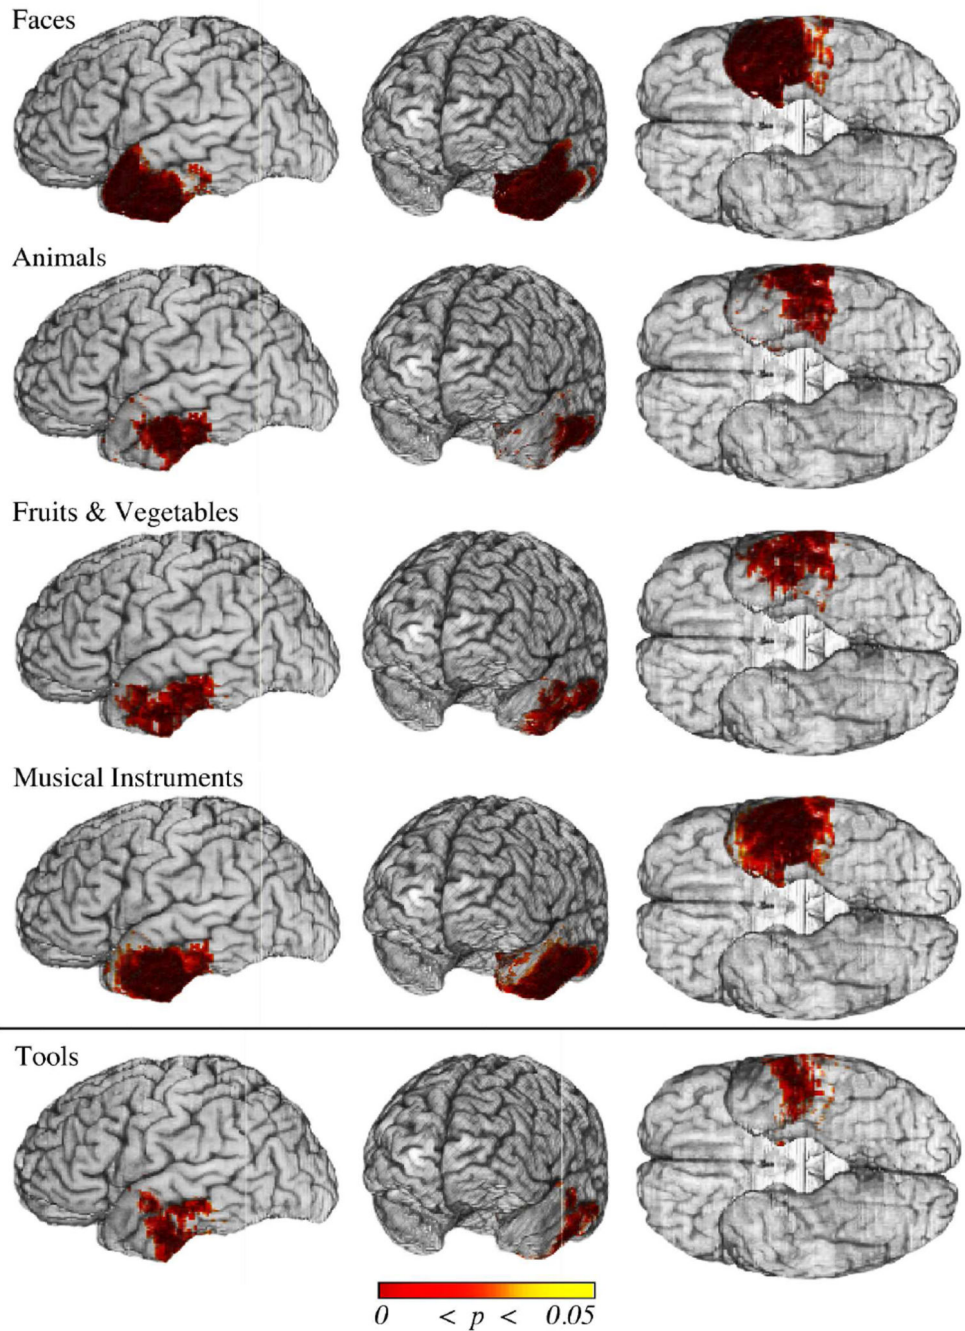 Faces
Animals
Fruits & Vegetables
Musical Instruments
Tools
0 < p < 0.05